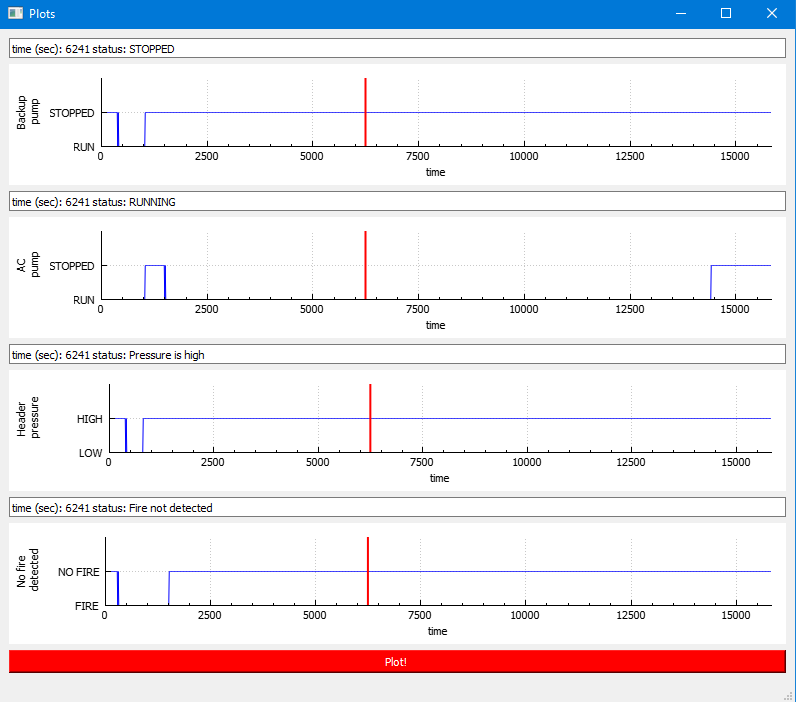 Plots
time (sec): 6241 status: STOPPED
Backup
pump
STOPPED
RUN
0 2500 5000 7500 10000 12500 15000
time
time (sec): 6241 status: RUNNING
AC
pump
STOPPED
RUN
0 2500 5000 7500 10000 12500 15000
time
time (sec): 6241 status: Pressure is high
Header
pressure
HIGH
LOW
0 2500 5000 7500 10000 12500 15000
time
time (sec): 6241 status: Fire not detected
No fire
detected
NO FIRE
FIRE
0 2500 5000 7500 10000 12500 15000
time
Plot!